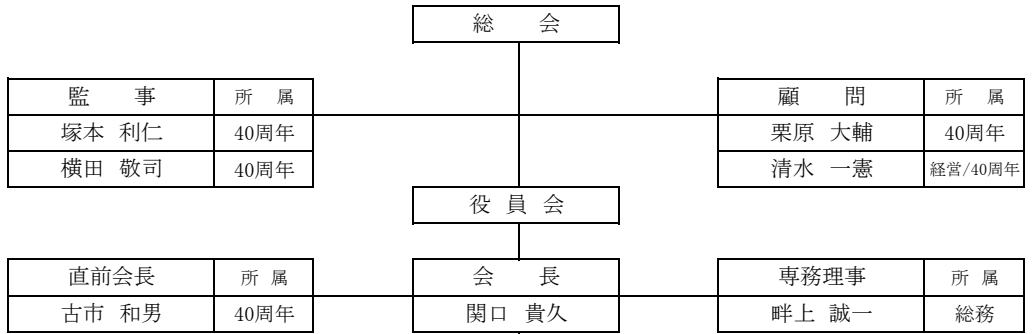 総 会
監 事 所 属
塚本 利仁 40周年
横田 敬司 40周年
顧 問 所 属
栗原 大輔 40周年
清水 一憲 経営/40周年
役 員 会
直前会長 所 属
古市 和男 40周年
会 長
関口 貴久
専務理事 所 属
畔上 誠一 総務